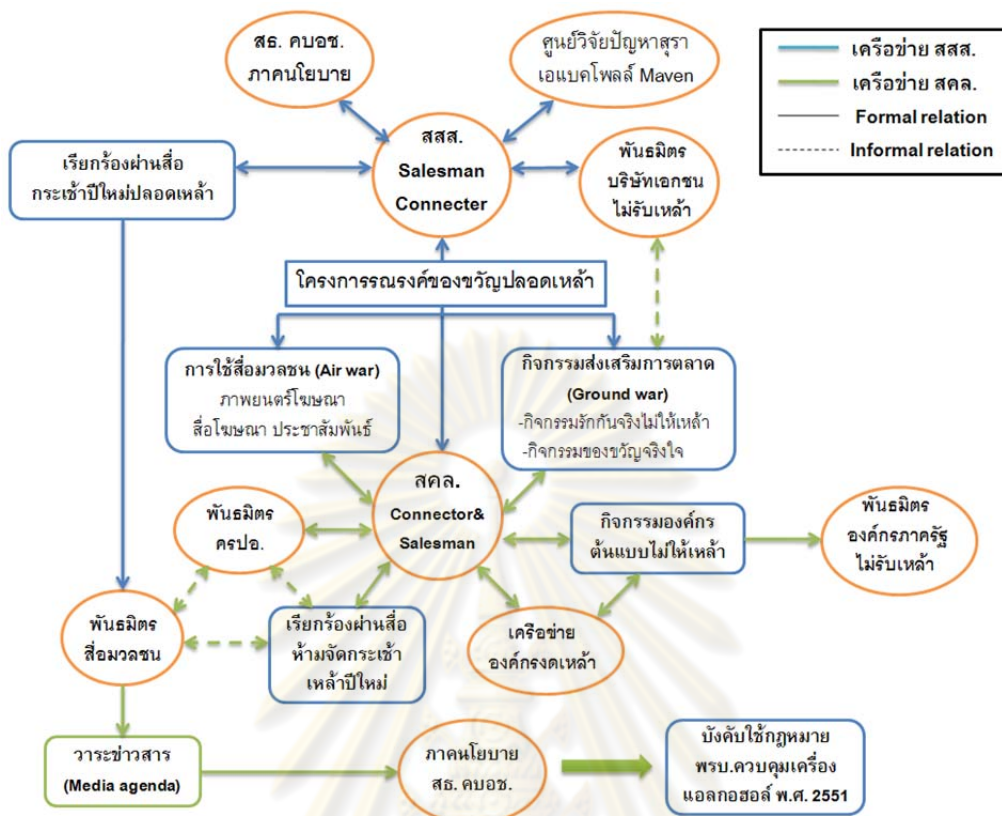 สธ. คบอช.
ภาคนโยบาย
ศูนย์วิจัยปัญหาสุรา
เอแบคโพลล์ Maven
เครือข่าย สสส.
เครือข่าย สคล.
Formal relation
Informal relation
เรียกร้องผ่านสื่อ
กระเช้าปีใหม่ปลอดเหล้า
สสส.
Salesman
Connecter
พันธมิตร
บริษัทเอกชน
ไม่รับเหล้า
โครงการรณรงค์ของขวัญปลอดเหล้า
การใช้สื่อมวลชน (Air war)
ภาพยนตร์โฆษณา
สื่อโฆษณา ประชาสัมพันธ์
กิจกรรมส่งเสริมการตลาด
(Ground war)
-กิจกรรมรักกันจริงไม่ให้เหล้า
-กิจกรรมของขวัญจริงใจ
สคล.
Connector&
Salesman
พันธมิตร
ครปอ.
กิจกรรมองค์กร
ต้นแบบไม่ให้เหล้า
พันธมิตร
องค์กรภาครัฐ
ไม่รับเหล้า
พันธมิตร
สื่อมวลชน
เรียกร้องผ่านสื่อ
ห้ามจัดกระเช้า
เหล้าปีใหม่
เครือข่าย
องค์กรงดเหล้า
วาระข่าวสาร
(Media agenda)
ภาคนโยบาย
สธ. คบอช.
บังคับใช้กฎหมาย
พรบ.ควบคุมเครื่อง
แอลกอฮอล์ พ.ศ. 2551